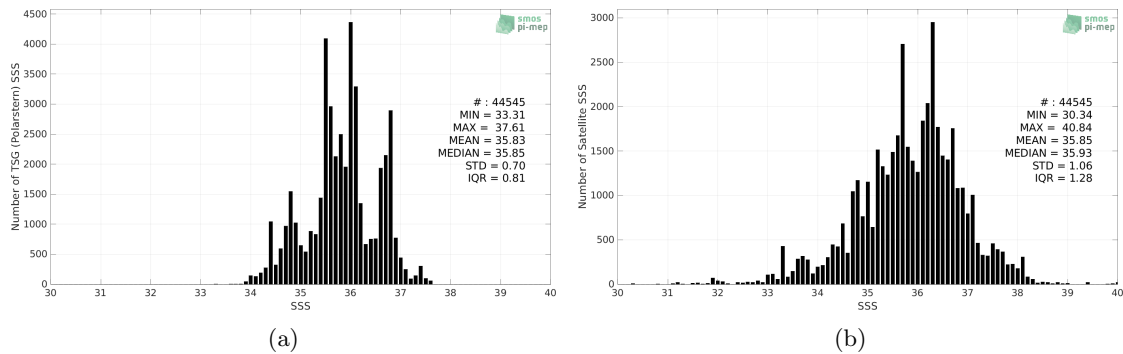 smos
pi-mep
4500
4000
3500
3000
2500
2000
1500
1000
500
0
Number of TSG (Polarstern) SSS
# : 44545
MIN = 33.31
MAX = 37.61
MEAN = 35.83
MEDIAN = 35.85
STD = 0.70
IQR = 0.81
30 31 32 33 34 35 36 37 38 39 40
SSS
(a)
smos
pi-mep
3000
2500
2000
1500
1000
500
0
Number of Satellite SSS
# : 44545
MIN = 30.34
MAX = 40.84
MEAN = 35.85
MEDIAN = 35.93
STD = 1.06
IQR = 1.28
30 31 32 33 34 35 36 37 38 39 40
SSS
(b)